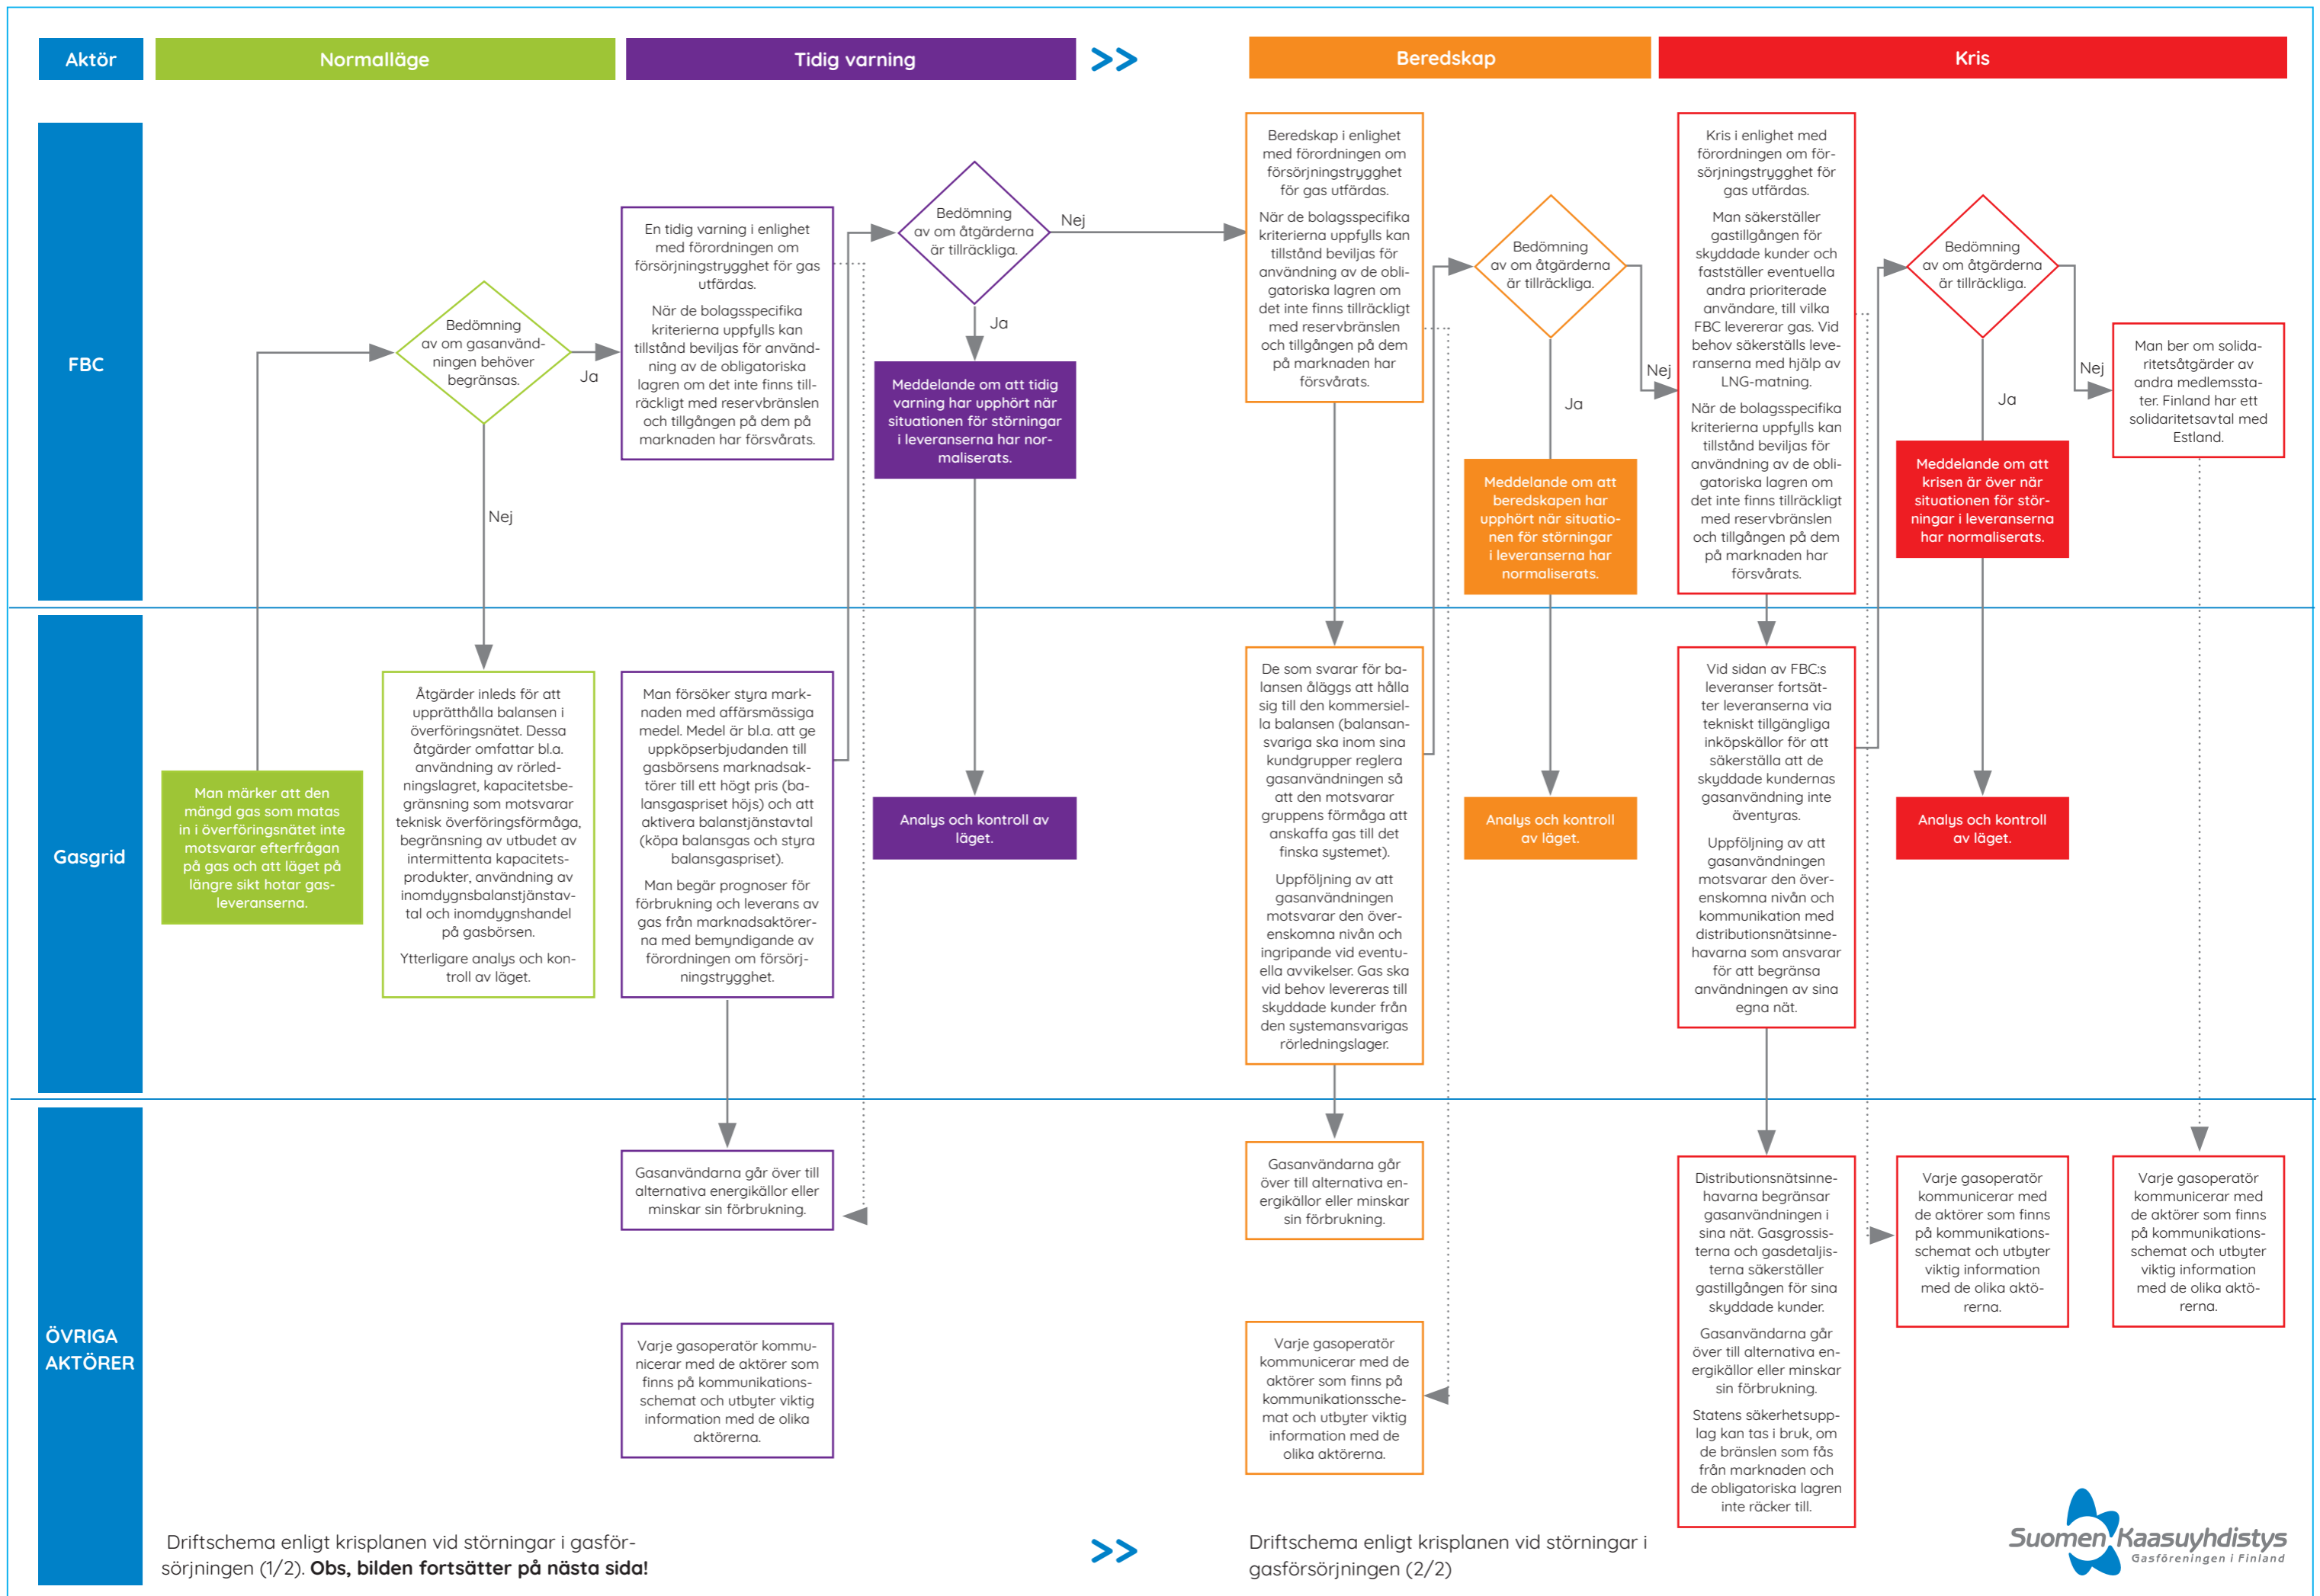 Aktör
Normalläge
Tidig varning
>>
Beredskap
Kris
FBC
Bedömning
av om gasanvänd-
ningen behöver
begränsas.
Ja
Nej
En tidig varning i enlighet
med förordningen om
försörjningstrygghet för gas
utfärdas.
När de bolagsspecifika
kriterierna uppfylls kan
tillstånd beviljas för använd-
ning av de obligatoriska
lagren om det inte finns till-
räckligt med reservbränslen
och tillgången på dem på
marknaden har försvårats.
Bedömning
av om åtgärderna
är tillräckliga.
Nej
Ja
Meddelande om att tidig
varning har upphört när
situationen för störningar
i leveranserna har nor-
maliserats.
Beredskap i enlighet
med förordningen om
försörjningstrygghet
för gas utfärdas.
När de bolagsspecifika
kriterierna uppfylls kan
tillstånd beviljas för
användning av de obli-
gatoriska lagren om
det inte finns tillräckligt
med reservbränslen
och tillgången på dem
på marknaden har
försvårats.
Bedömning
av om åtgärderna
är tillräckliga.
Nej
Ja
Meddelande om att
beredskapen har
upphört när situatio-
nen för störningar
i leveranserna har
normaliserats.
Kris i enlighet med
förordningen om för-
sörjningstrygghet för
gas utfärdas.
Man säkerställer
gastillgången för
skyddade kunder och
fastställer eventuella
andra prioriterade
användare, till vilka
FBC levererar gas. Vid
behov säkerställs leve-
ranserna med hjälp av
LNG-matning.
När de bolagsspecifika
kriterierna uppfylls kan
tillstånd beviljas för
användning av de obli-
gatoriska lagren om
det inte finns tillräckligt
med reservbränslen
och tillgången på dem
på marknaden har
försvårats.
Bedömning
av om åtgärderna
är tillräckliga.
Nej
Ja
Meddelande om att
krisen är över när
situationen för stör-
ningar i leveranserna
har normaliserats.
Man ber om solida-
ritetsåtgärder av
andra medlemssta-
ter. Finland har ett
solidaritetsavtal med
Estland.
Gasgrid
Man märker att den
mängd gas som matas
in i överföringsnätet inte
motsvarar efterfrågan
på gas och att läget på
längre sikt hotar gas-
leveranserna.
Åtgärder inleds för att
upprätthålla balansen i
överföringsnätet. Dessa
åtgärder omfattar bl.a.
användning av rörled-
ningslagret, kapacitetsbe-
gränsning som motsvarar
teknisk överföringsförmåga,
begränsning av utbudet av
intermittenta kapacitets-
produkter, användning av
inomdygnsbalanstjänstav-
tal och inomdygnshandel
på gasbörsen.
Ytterligare analys och kon-
troll av läget.
Man försöker styra mark-
naden med affärsmässiga
medel. Medel är bl.a. att ge
uppköpserbjudanden till
gasbörsens marknadsak-
törer till ett högt pris (ba-
lansgaspriset höjs) och att
aktivera balanstjänstavtal
(köpa balansgas och styra
balansgaspriset).
Man begär prognoser för
förbrukning och leverans av
gas från marknadsaktörer-
na med bemyndigande av
förordningen om försörj-
ningstrygghet.
Analys och kontroll av
läget.
De som svarar för ba-
lansen åläggs att hålla
sig till den kommersiel-
la balansen (balansan-
svariga ska inom sina
kundgrupper reglera
gasanvändningen så
att den motsvarar
gruppens förmåga att
anskaffa gas till det
finska systemet).
Uppföljning av att
gasanvändningen
motsvarar den över-
enskomna nivån och
ingripande vid eventu-
ella avvikelser. Gas ska
vid behov levereras till
skyddade kunder från
den systemansvarigas
rörledningslager.
Analys och kontroll
av läget.
Vid sidan av FBC:s
leveranser fortsät-
ter leveranserna via
tekniskt tillgängliga
inköpskällor för att
säkerställa att de
skyddade kundernas
gasanvändning inte
äventyras.
Uppföljning av att
gasanvändningen
motsvarar den över-
enskomna nivån och
kommunikation med
distributionsnätsinne-
havarna som ansvarar
för att begränsa
användningen av sina
egna nät.
Analys och kontroll
av läget.
ÖVRIGA
AKTÖRER
Gasanvändarna går över till
alternativa energikällor eller
minskar sin förbrukning.
Varje gasoperatör kommu-
nicerar med de aktörer som
finns på kommunikations-
schemat och utbyter viktig
information med de olika
aktörerna.
Gasanvändarna går
över till alternativa en-
ergikällor eller minskar
sin förbrukning.
Varje gasoperatör
kommunicerar med de
aktörer som finns på
kommunikationssche-
mat och utbyter viktig
information med de
olika aktörerna.
Distributionsnätsinne-
havarna begränsar
gasanvändningen i
sina nät. Gasgrossis-
terna och gasdetaljis-
terna säkerställer
gastillgången för sina
skyddade kunder.
Gasanvändarna går
över till alternativa en-
ergikällor eller minskar
sin förbrukning.
Statens säkerhetsupp-
lag kan tas i bruk, om
de bränslen som fås
från marknaden och
de obligatoriska lagren
inte räcker till.
Varje gasoperatör
kommunicerar med
de aktörer som finns
på kommunikations-
schemat och utbyter
viktig information
med de olika aktö-
rerna.
Varje gasoperatör
kommunicerar med
de aktörer som finns
på kommunikations-
schemat och utbyter
viktig information
med de olika aktö-
rerna.
Driftschema enligt krisplanen vid störningar i gasför-
sörjningen (1/2). Obs, bilden fortsätter på nästa sida!
>>
Driftschema enligt krisplanen vid störningar i
gasförsörjningen (2/2)
Suomen Kaasuyhdistys
Gasföreningen i Finland